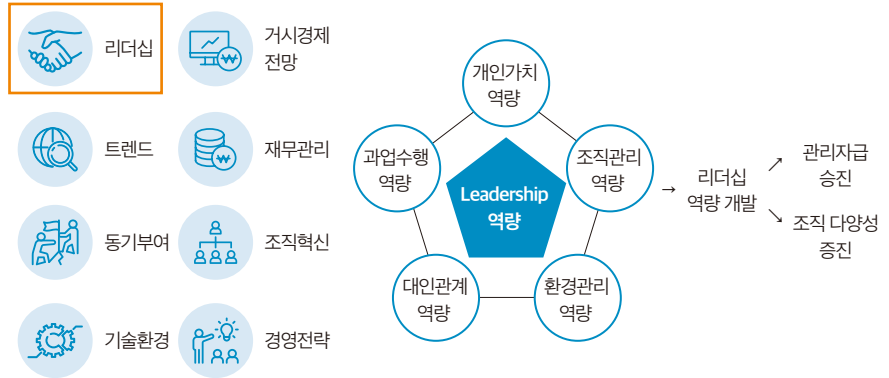 리더십
거시경제
전망
트렌드
재무관리
동기부여
조직혁신
기술환경
경영전략
개인가치
역량
과업수행
역량
조직관리
역량
Leadership
역량
대인관계
역량
환경관리
역량
→
리더십
역량 개발
↗
관리자급
승진
↘
조직 다양성
증진